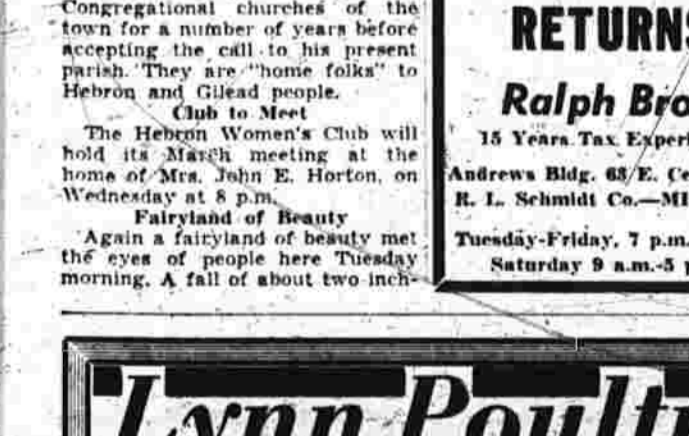 Congregational churches of the
town for a number of years before
accepting the call to his present
parish. They are "home folks" to
Hebron and Gilead people.
Club to Meet
The Hebron Women's Club will
hold its March meeting at the
home of Mrs. John E. Horton, on
Wednesday at 8 p.m.
Fairyland of Beauty
Again a fairyland of beauty met
the eyes of people here Tuesday
morning. A fall of about two inch-
RETURNS
Ralph Bro
15 Years Tax Experi
Andrews Bldg. 63 E. Ce
R. L. Schmidt Co.—MI
Tuesday-Friday, 7 p.m.
Saturday 9 a.m.-5 p
Lynn Poultr